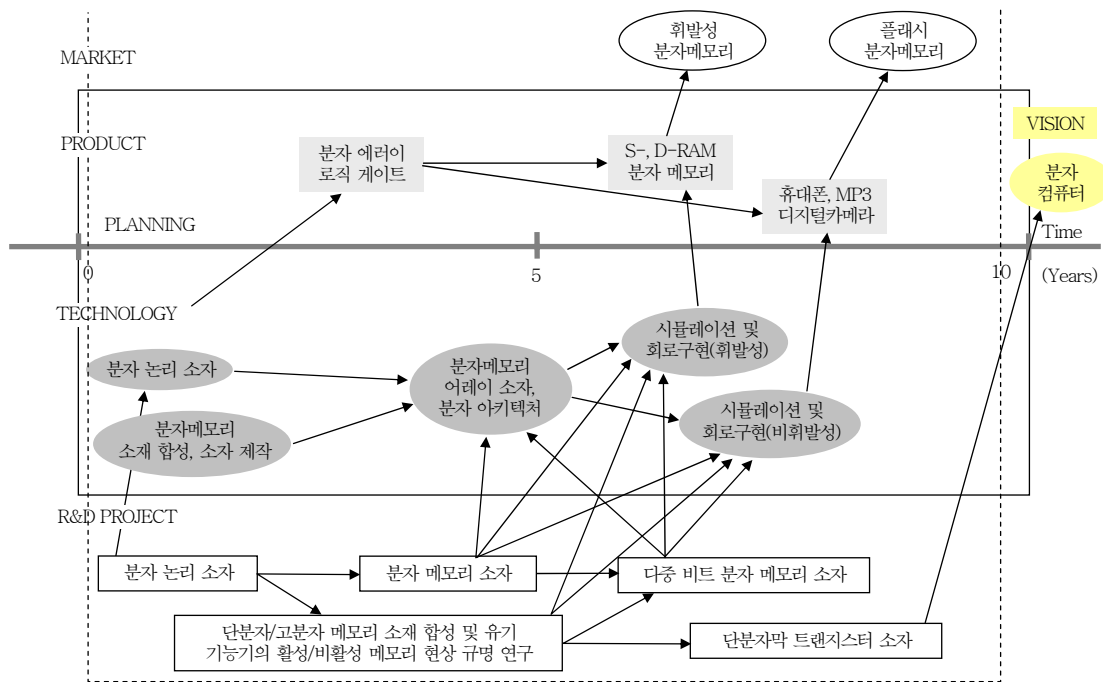 MARKET
휘발성
분자메모리
플래시
분자메모리
PRODUCT
분자 에러이
로직 게이트
S-, D-RAM
분자 메모리
휴대폰, MP3
디지털카메라
VISION
분자
컴퓨터
PLANNING
Time
0
5
10
(Years)
TECHNOLOGY
분자 논리 소자
분자메모리
소재 합성, 소자 제작
분자메모리
어레이 소자,
분자 아키텍처
시뮬레이션 및
회로구현(휘발성)
시뮬레이션 및
회로구현(비휘발성)
R&D PROJECT
분자 논리 소자
분자 메모리 소자
다중 비트 분자 메모리 소자
단분자/고분자 메모리 소재 합성 및 유기
기능기의 활성/비활성 메모리 현상 규명 연구
단분자막 트랜지스터 소자